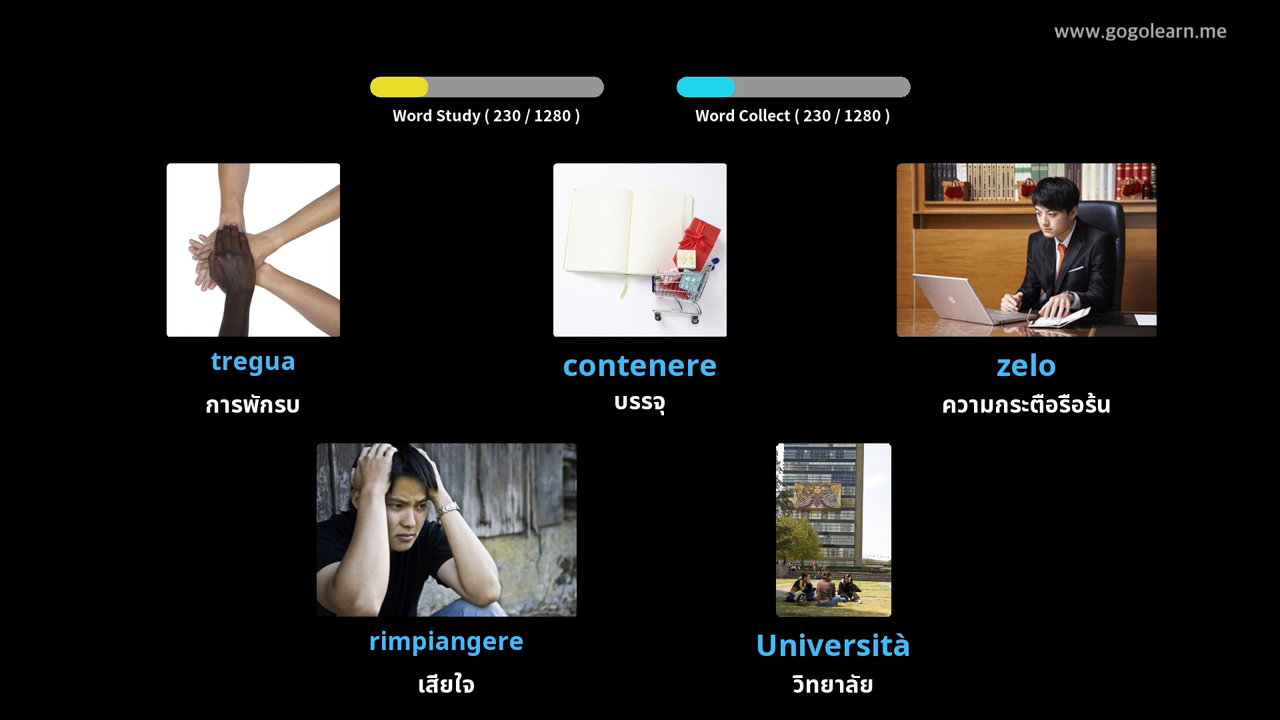 www.gogolearn.me
Word Study ( 230 / 1280 )
Word Collect ( 230 / 1280 )
tregua
การพักรบ
contenere
บรรจุ
zelo
ความกระตือรือร้น
rimpiangere
เสียใจ
Università
วิทยาลัย